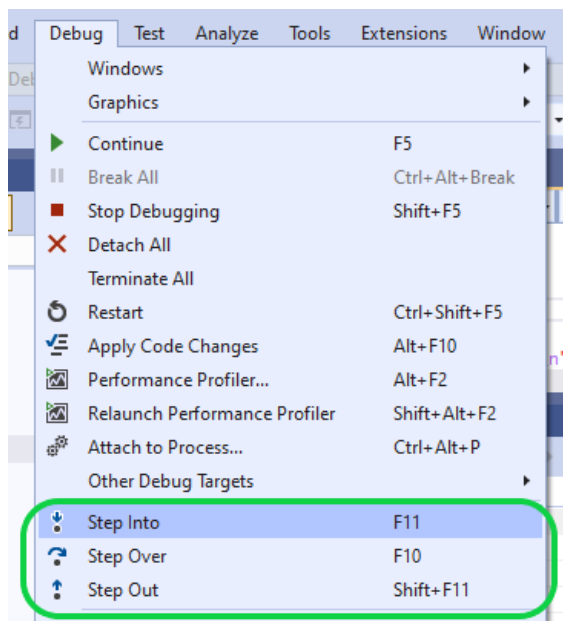 d Debug Test Analyze Tools Extensions Window
Windows
Graphics
Continue F5
Break All Ctrl+Alt+Break
Stop Debugging Shift+F5
Detach All
Terminate All
Restart Ctrl+Shift+F5
Apply Code Changes Alt+F10
Performance Profiler... Alt+F2
Relaunch Performance Profiler Shift+Alt+F2
Attach to Process... Ctrl+Alt+P
Other Debug Targets
Step Into F11
Step Over F10
Step Out Shift+F11